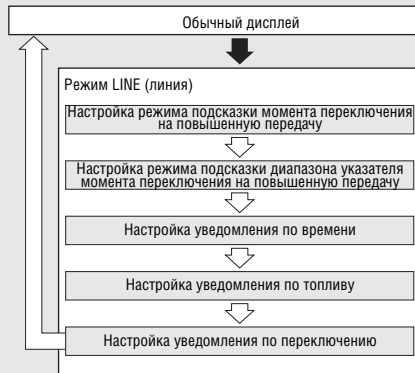 Обычный дисплей
Режим LINE (линия)
Настройка режима подсказки момента переключения
на повышенную передачу
Настройка режима подсказки диапазона указателя
момента переключения на повышенную передачу
Настройка уведомления по времени
Настройка уведомления по топливу
Настройка уведомления по переключению